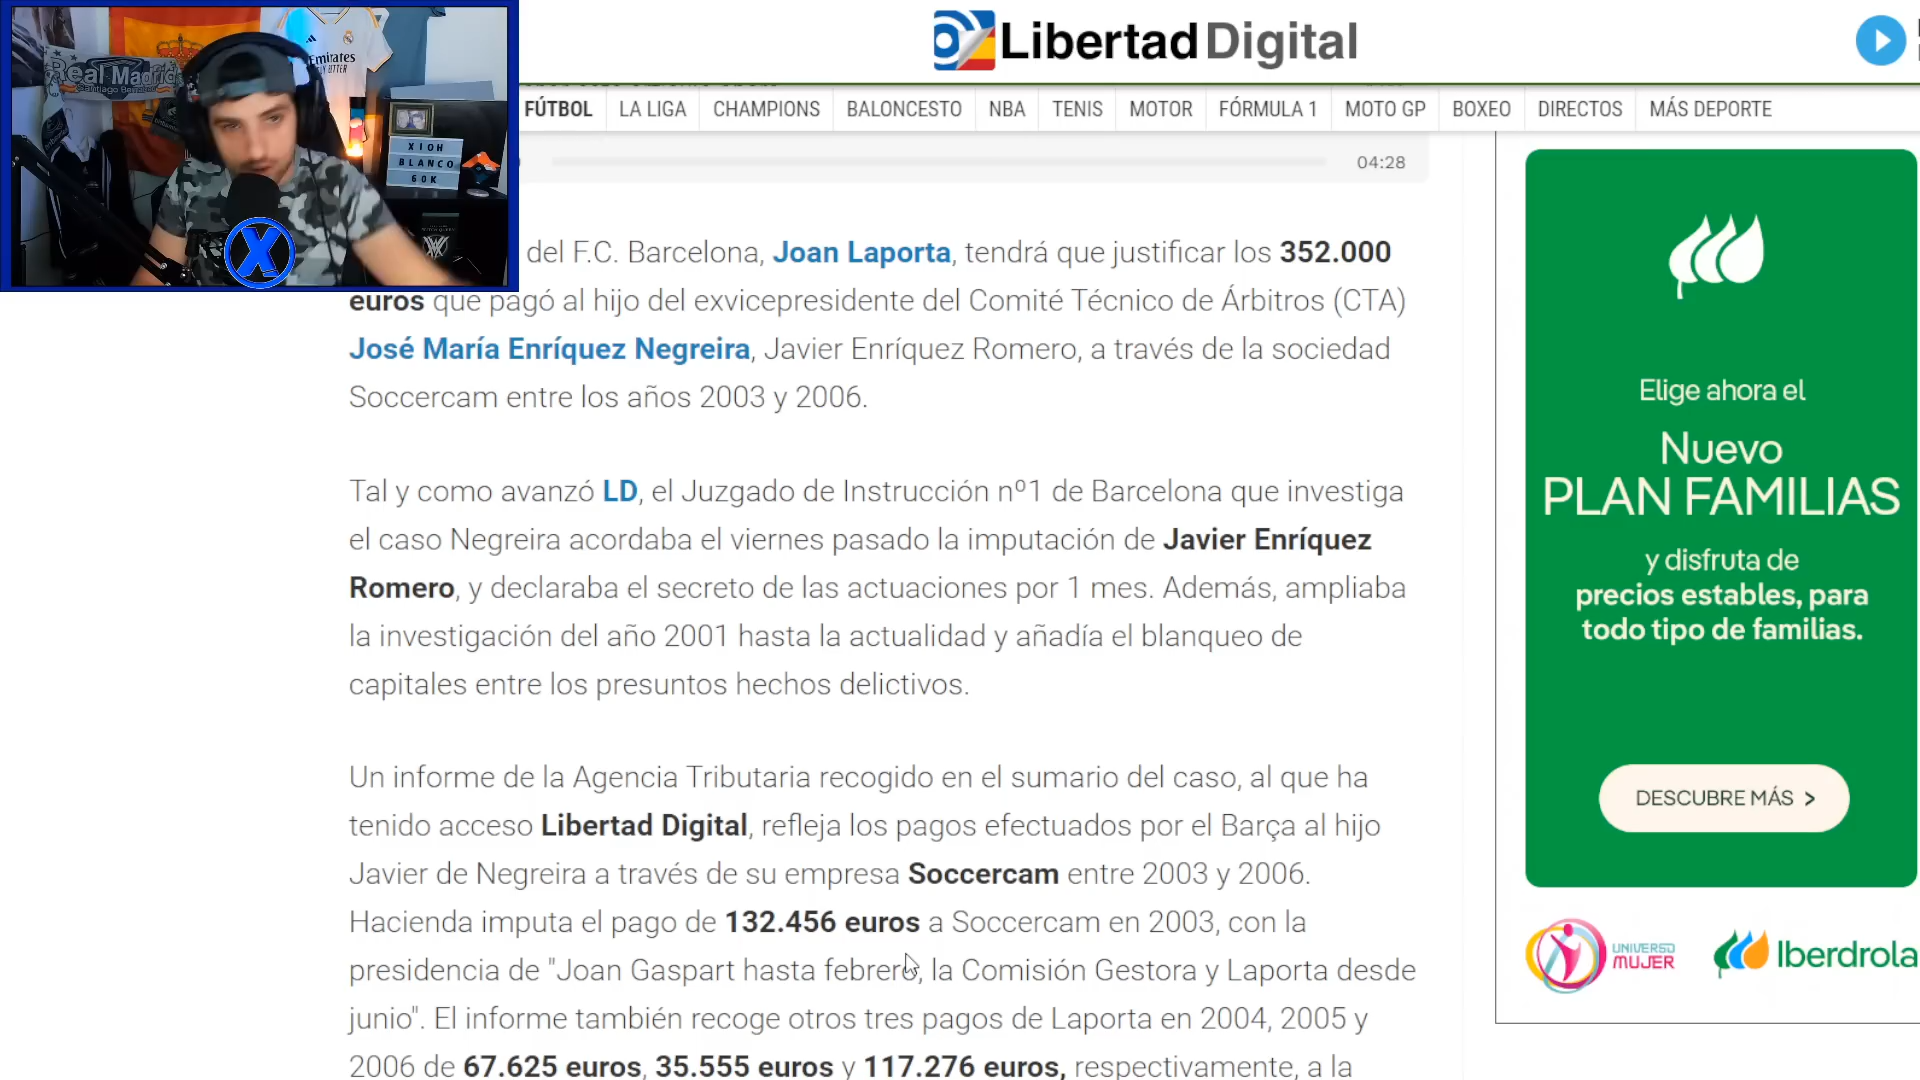 Real Madrid
Santiago Bernabéu
Emirates
FLY BETTER
XIOH
BLANCO
60K
X
Libertad Digital
FÚTBOL
LA LIGA
CHAMPIONS
BALONCESTO
NBA
TENIS
MOTOR
FÓRMULA 1
MOTO GP
BOXEO
DIRECTOS
MÁS DEPORTE
04:28
del F.C. Barcelona, Joan Laporta, tendrá que justificar los 352.000
euros que pagó al hijo del exvicepresidente del Comité Técnico de Árbitros (CTA)
José María Enríquez Negreira, Javier Enríquez Romero, a través de la sociedad
Soccercam entre los años 2003 y 2006.
Tal y como avanzó LD, el Juzgado de Instrucción nº1 de Barcelona que investiga
el caso Negreira acordaba el viernes pasado la imputación de Javier Enríquez
Romero, y declaraba el secreto de las actuaciones por 1 mes. Además, ampliaba
la investigación del año 2001 hasta la actualidad y añadía el blanqueo de
capitales entre los presuntos hechos delictivos.
Un informe de la Agencia Tributaria recogido en el sumario del caso, al que ha
tenido acceso Libertad Digital, refleja los pagos efectuados por el Barça al hijo
Javier de Negreira a través de su empresa Soccercam entre 2003 y 2006.
Hacienda imputa el pago de 132.456 euros a Soccercam en 2003, con la
presidencia de "Joan Gaspart hasta febrero, la Comisión Gestora y Laporta desde
junio". El informe también recoge otros tres pagos de Laporta en 2004, 2005 y
2006 de 67.625 euros, 35.555 euros y 117.276 euros, respectivamente, a la
Elige ahora el
Nuevo
PLAN FAMILIAS
y disfruta de
precios estables, para
todo tipo de familias.
DESCUBRE MÁS >
UNIVERSO
MUJER
Iberdrola